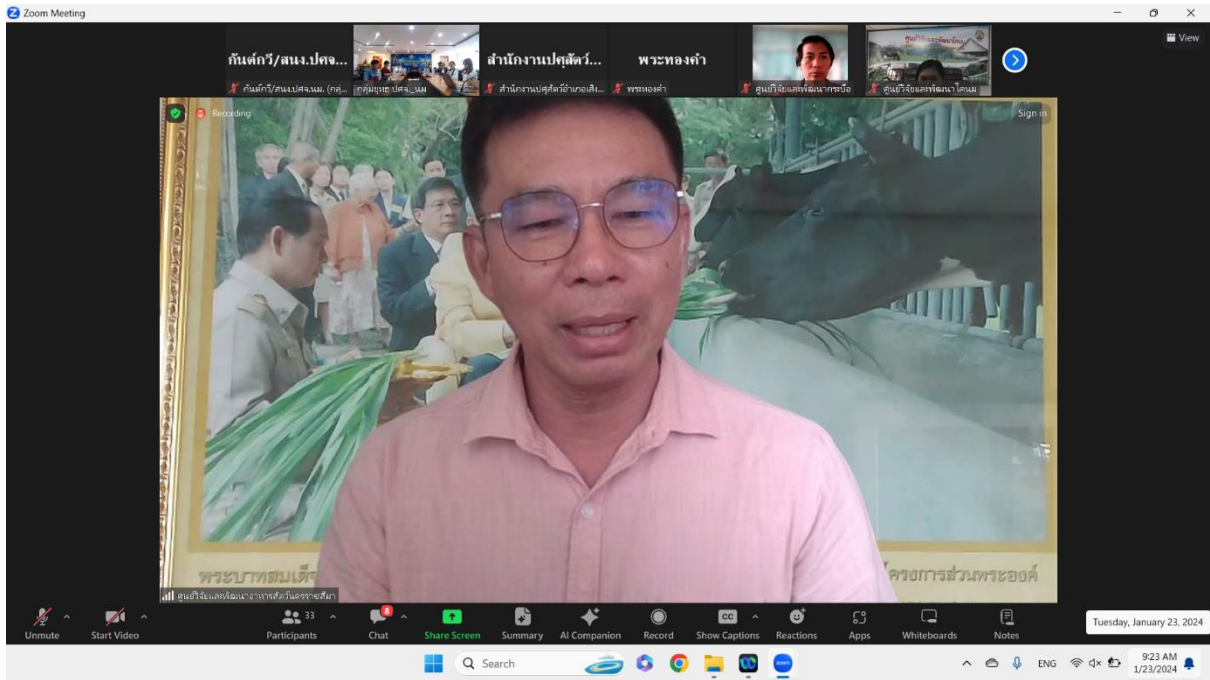 Zoom Meeting
View
กันต์กวี/สนง.ปศจ...
สำนักงานปศุสัตว์...
พระทองคำ
กันต์กวี/สนง.ปศจ.นม. (กลุ่...
กลุ่มยุทธ ปศจ._นม
สำนักงานปศุสัตว์อำเภอเสิง...
พระทองคำ
ศูนย์วิจัยและพัฒนากระบือ
ศูนย์วิจัยและพัฒนาโคนม
Recording
Sign in
พระบาทสมเด็จ
โครงการส่วนพระองค์
ศูนย์วิจัยและพัฒนาอาหารสัตว์นครราชสีมา
33
8
CC
Unmute Start Video Participants Chat Share Screen Summary AI Companion Record Show Captions Reactions Apps Whiteboards Notes
Tuesday, January 23, 2024
Search
ENG
9:23 AM
1/23/2024